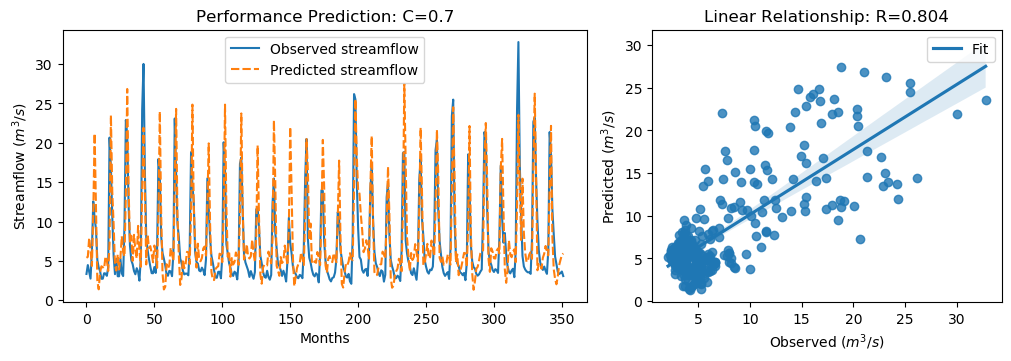 Performance Prediction: C=0.7
Observed streamflow
Predicted streamflow
Streamflow (m³/s)
30
25
20
15
10
5
0
0 50 100 150 200 250 300 350
Months
Linear Relationship: R=0.804
Fit
Predicted (m³/s)
30
25
20
15
10
5
0
5 10 15 20 25 30
Observed (m³/s)